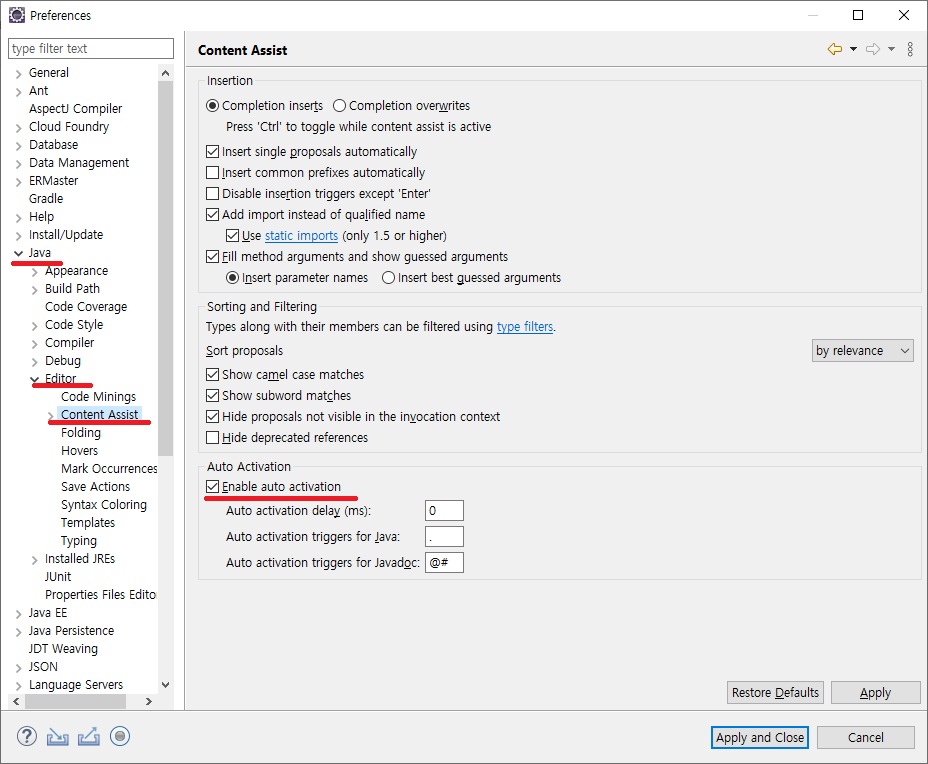 Preferences
type filter text
General
Ant
AspectJ Compiler
Cloud Foundry
Database
Data Management
ERMaster
Gradle
Help
Install/Update
Java
Appearance
Build Path
Code Coverage
Code Style
Compiler
Debug
Editor
Code Minings
Content Assist
Folding
Hovers
Mark Occurrences
Save Actions
Syntax Coloring
Templates
Typing
Installed JREs
JUnit
Properties Files Edito
Java EE
Java Persistence
JDT Weaving
JSON
Language Servers
Content Assist
Insertion
Completion inserts Completion overwrites
Press 'Ctrl' to toggle while content assist is active
Insert single proposals automatically
Insert common prefixes automatically
Disable insertion triggers except 'Enter'
Add import instead of qualified name
Use static imports (only 1.5 or higher)
Fill method arguments and show guessed arguments
Insert parameter names Insert best guessed arguments
Sorting and Filtering
Types along with their members can be filtered using type filters.
Sort proposals by relevance
Show camel case matches
Show subword matches
Hide proposals not visible in the invocation context
Hide deprecated references
Auto Activation
Enable auto activation
Auto activation delay (ms): 0
Auto activation triggers for Java: .
Auto activation triggers for Javadoc: @#
Restore Defaults Apply
? Apply and Close Cancel